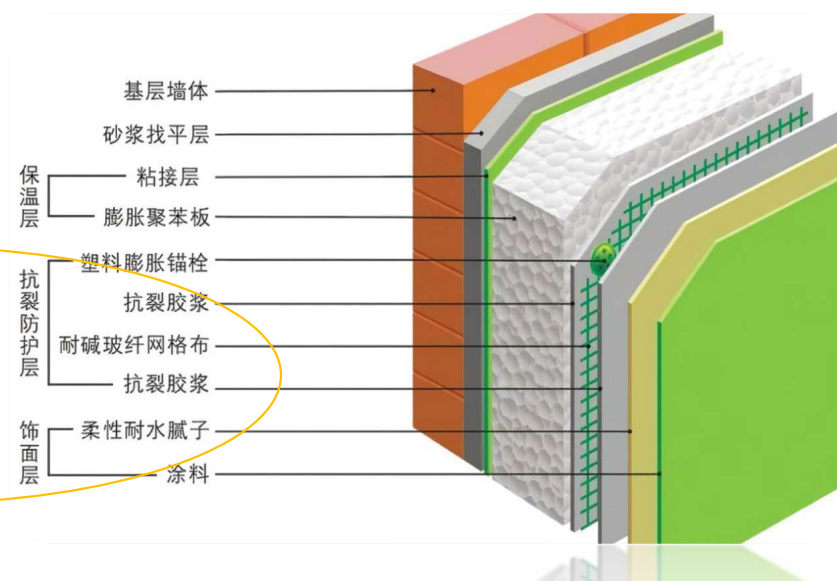 基层墙体
砂浆找平层
保温层
粘接层
膨胀聚苯板
抗裂防护层
塑料膨胀锚栓
抗裂胶浆
耐碱玻纤网格布
抗裂胶浆
饰面层
柔性耐水腻子
涂料